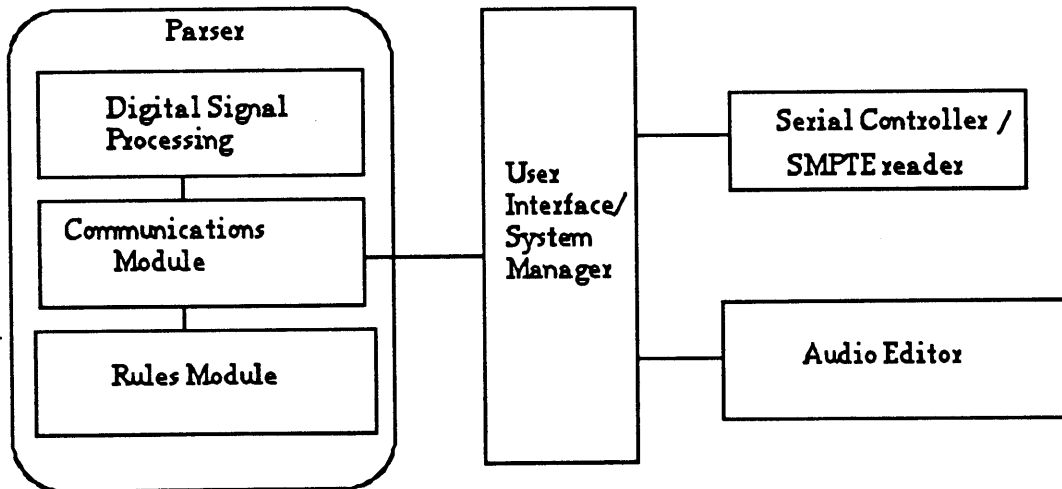 Parser
Digital Signal
Processing
Communications
Module
Rules Module
User
Interface/
System
Manager
Serial Controller /
SMPTE reader
Audio Editor